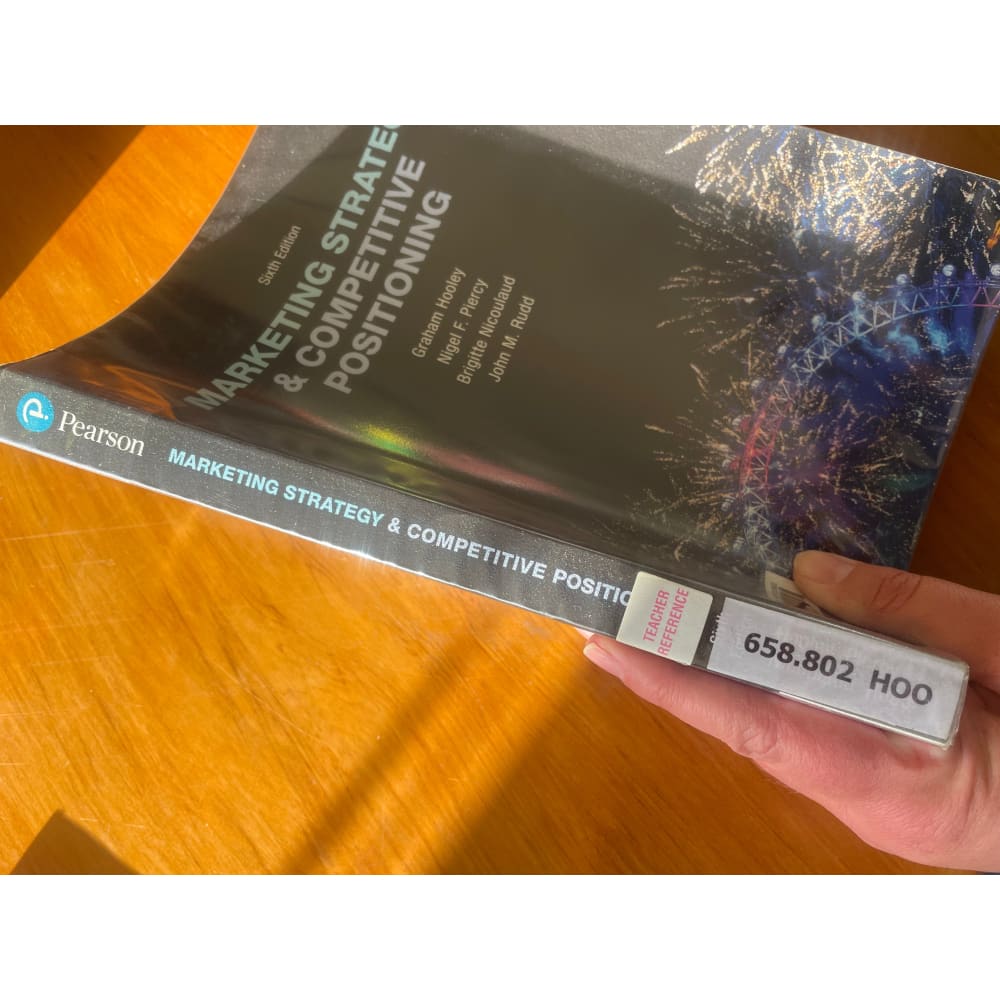 Sixth Edition
MARKETING STRATEG
& COMPETITIVE
POSITIONING
Graham Hooley
Nigel F. Piercy
Brigitte Nicoulaud
John M. Rudd
Pearson
MARKETING STRATEGY & COMPETITIVE POSITIO
TEACHER
REFERENCE
658.802 HOO